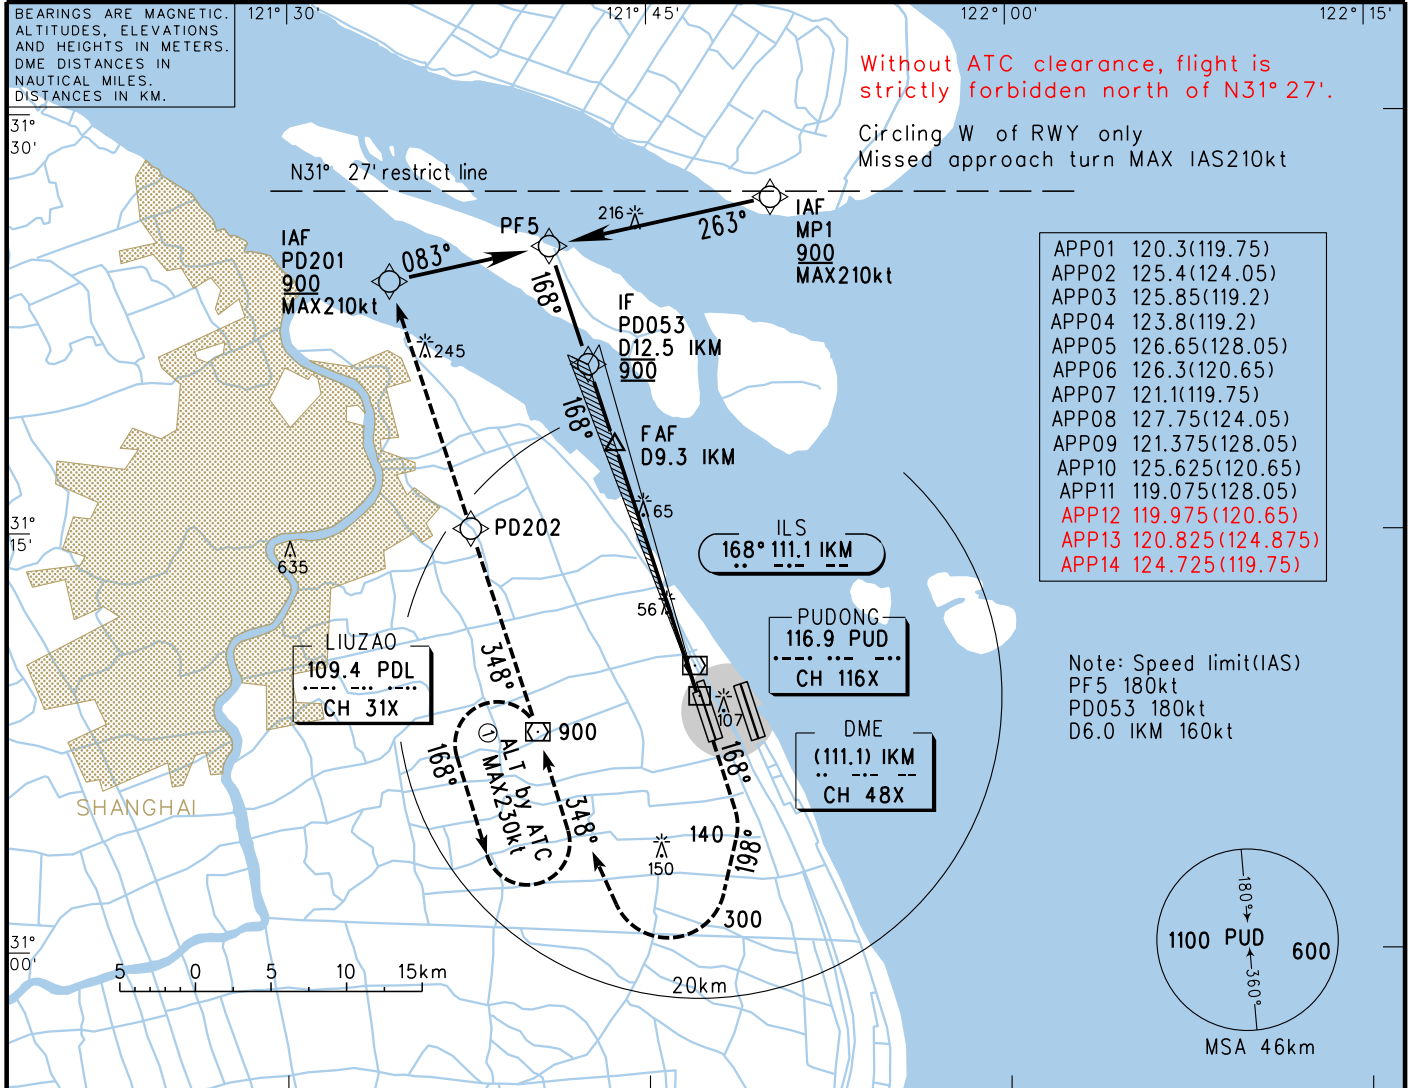 BEARINGS ARE MAGNETIC.
ALTITUDES, ELEVATIONS
AND HEIGHTS IN METERS.
DME DISTANCES IN
NAUTICAL MILES.
DISTANCES IN KM.
121° 30'
121° 45'
122° 00'
122° 15'
Without ATC clearance, flight is
strictly forbidden north of N31° 27'.
Circling W of RWY only
Missed approach turn MAX IAS210kt
31°
30'
N31° 27' restrict line
IAF
PD201
900
MAX210kt
083°
PF5
216
263°
IAF
MP1
900
MAX210kt
168°
IF
PD053
D12.5 IKM
900
245
168°
FAF
D9.3 IKM
APP01 120.3(119.75)
APP02 125.4(124.05)
APP03 125.85(119.2)
APP04 123.8(119.2)
APP05 126.65(128.05)
APP06 126.3(120.65)
APP07 121.1(119.75)
APP08 127.75(124.05)
APP09 121.375(128.05)
APP10 125.625(120.65)
APP11 119.075(128.05)
APP12 119.975(120.65)
APP13 120.825(124.875)
APP14 124.725(119.75)
31°
15'
635
PD202
65
ILS
168° 111.1 IKM
56
PUDONG
116.9 PUD
CH 116X
LIUZAO
109.4 PDL
CH 31X
348°
107
DME
(111.1) IKM
CH 48X
Note: Speed limit(IAS)
PF5 180kt
PD053 180kt
D6.0 IKM 160kt
900
168°
1
ALT by ATC
MAX230kt
348°
168°
140
198°
150
300
SHANGHAI
31°
00'
5 0 5 10 15km
20km
180°
1100 PUD 600
360°
MSA 46km